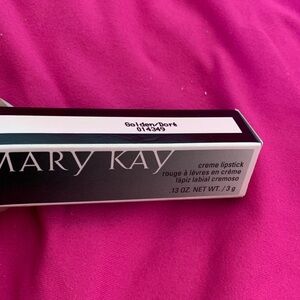 Golden/Doré
014349
MARY KAY
creme lipstick
rouge à lèvres en crème
lápiz labial cremoso
.13 OZ. NET WT. / 3 g